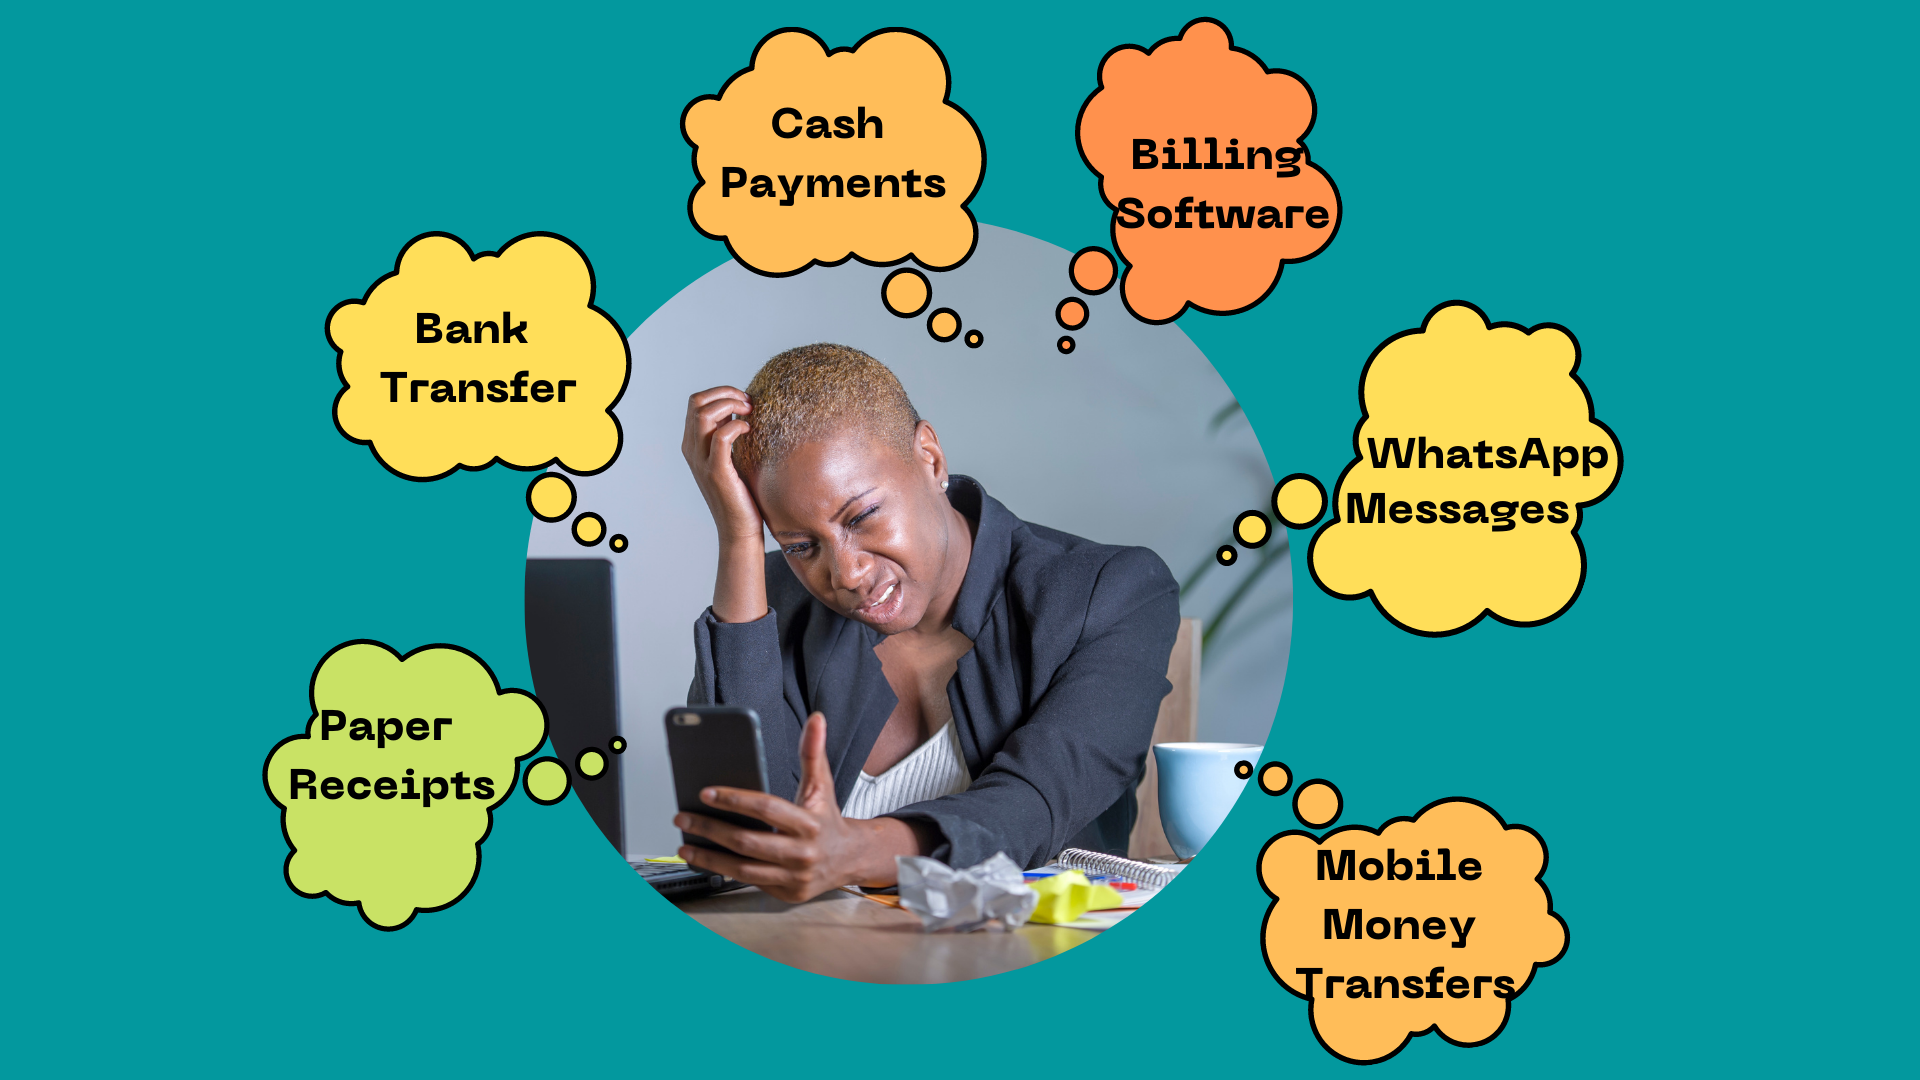 Cash
Payments
Billing
Software
Bank
Transfer
WhatsApp
Messages
Paper
Receipts
Mobile
Money
Transfers